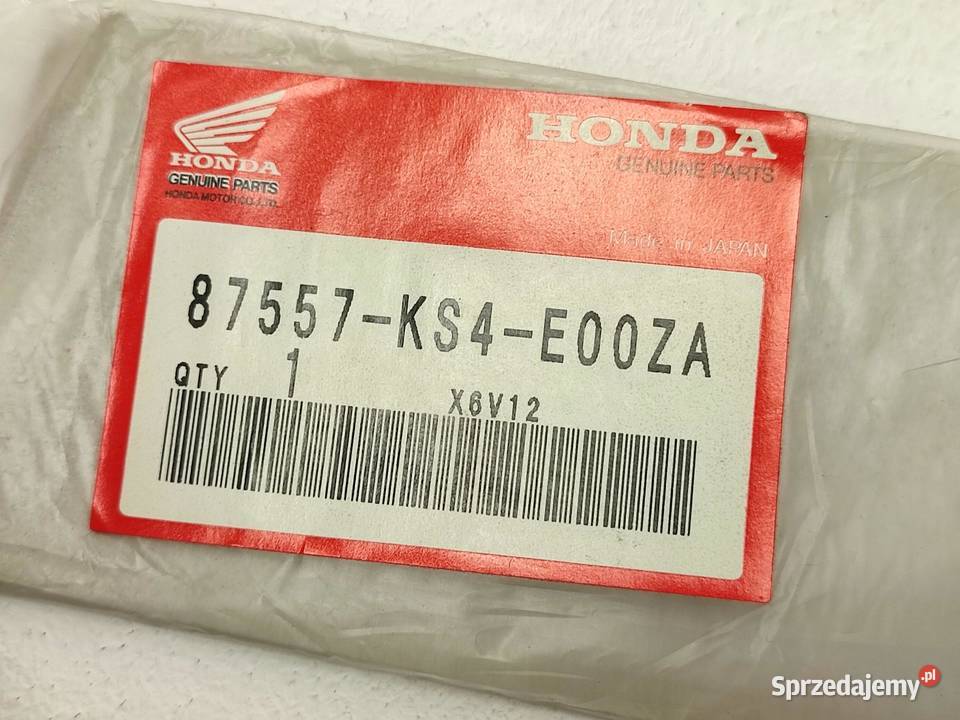 HONDA
GENUINE PARTS
HONDA MOTOR CO., LTD.
HONDA
GENUINE PARTS
Made in JAPAN
87557-KS4-E00ZA
QTY 1
X6V12
Sprzedajemy.pl